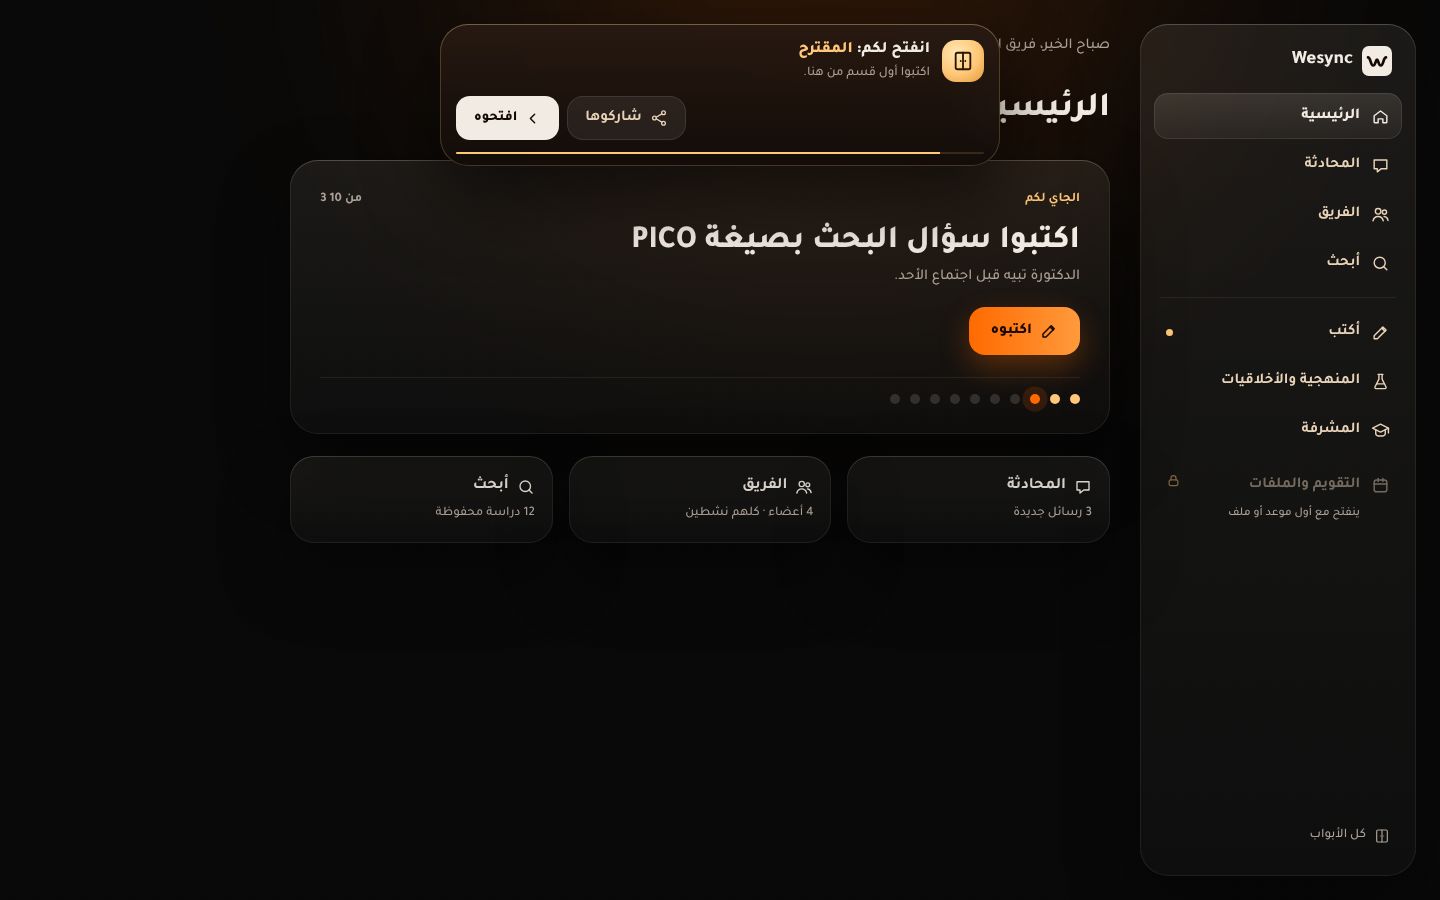 Wesync
الرئيسية
المحادثة
الفريق
أبحث
أكتب
المنهجية والأخلاقيات
المشرفة
التقويم والملفات
ينفتح مع أول موعد أو ملف
كل الأبواب
صباح الخير، فريق
الرئيسي
انفتح لكم: المقترح
اكتبوا أول قسم من هنا.
شاركوها
افتحوه
الجاي لكم
3 من 10
اكتبوا سؤال البحث بصيغة PICO
الدكتورة تبيه قبل اجتماع الأحد.
اكتبوه
المحادثة
3 رسائل جديدة
الفريق
4 أعضاء · كلهم نشطين
أبحث
12 دراسة محفوظة